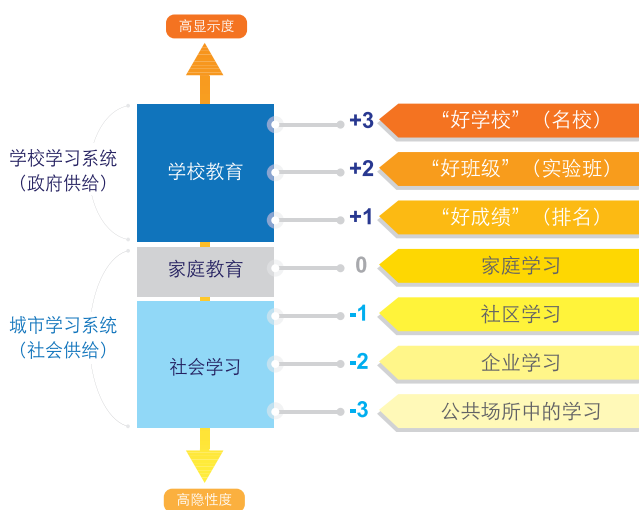 高显示度
学校学习系统
（政府供给）
学校教育
+3
“好学校”（名校）
+2
“好班级”（实验班）
+1
“好成绩”（排名）
家庭教育
0
家庭学习
城市学习系统
（社会供给）
社会学习
-1
社区学习
-2
企业学习
-3
公共场所中的学习
高隐性度